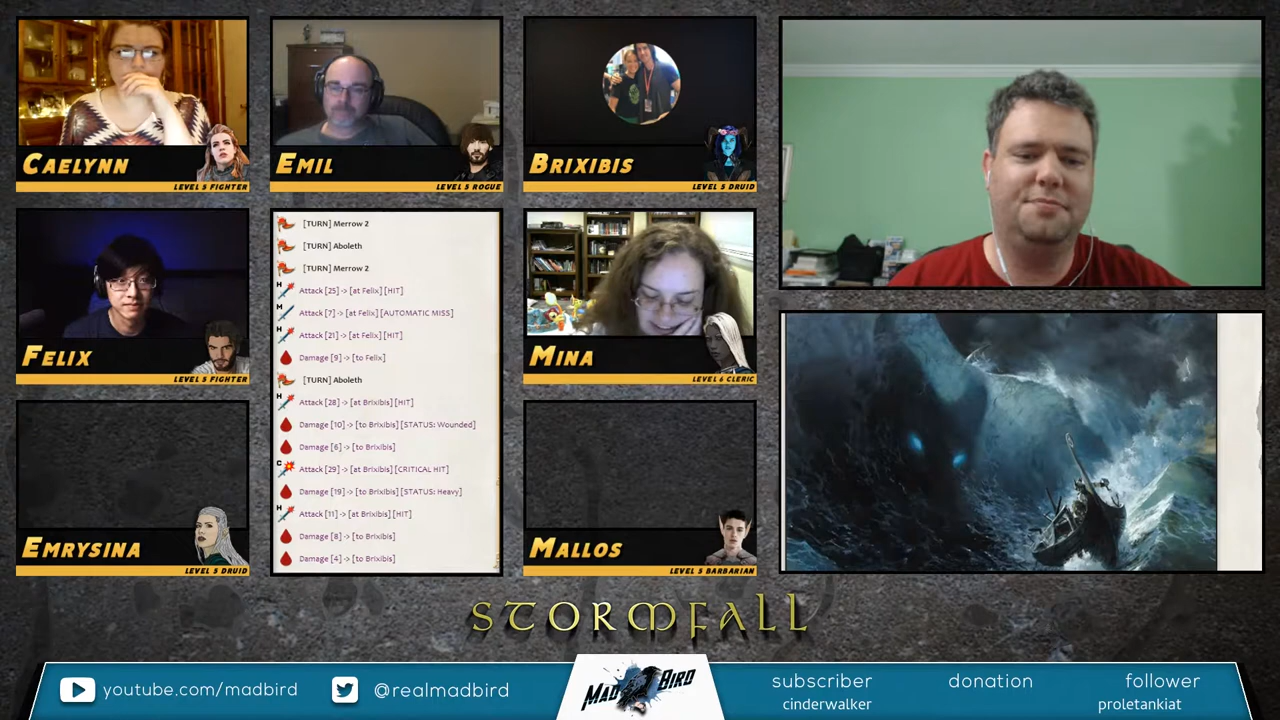 CAELYNN
LEVEL 5 FIGHTER
EMIL
LEVEL 5 ROGUE
BRIXIBIS
LEVEL 5 DRUID
FELIX
LEVEL 5 FIGHTER
[TURN] Merrow 2
[TURN] Aboleth
[TURN] Merrow 2
H Attack [25] -> [at Felix] [HIT]
M Attack [7] -> [at Felix] [AUTOMATIC MISS]
H Attack [21] -> [at Felix] [HIT]
Damage [9] -> [to Felix]
[TURN] Aboleth
H Attack [28] -> [at Brixibis] [HIT]
Damage [10] -> [to Brixibis] [STATUS: Wounded]
Damage [6] -> [to Brixibis]
C Attack [29] -> [at Brixibis] [CRITICAL HIT]
Damage [19] -> [to Brixibis] [STATUS: Heavy]
H Attack [11] -> [at Brixibis] [HIT]
Damage [8] -> [to Brixibis]
Damage [4] -> [to Brixibis]
MINA
LEVEL 6 CLERIC
EMRYSINA
LEVEL 5 DRUID
MALLOS
LEVEL 5 BARBARIAN
STORMFALL
youtube.com/madbird
@realmadbird
MAD BIRD
subscriber
cinderwalker
donation
follower
proletankiat